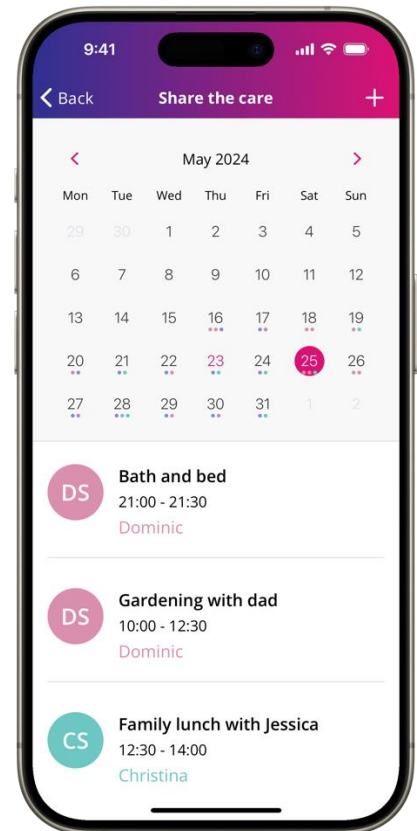 9:41
Back Share the care +
May 2024
Mon Tue Wed Thu Fri Sat Sun
29 30 1 2 3 4 5
6 7 8 9 10 11 12
13 14 15 16 17 18 19
20 21 22 23 24 25 26
27 28 29 30 31 1 2
DS
Bath and bed
21:00 - 21:30
Dominic
DS
Gardening with dad
10:00 - 12:30
Dominic
CS
Family lunch with Jessica
12:30 - 14:00
Christina